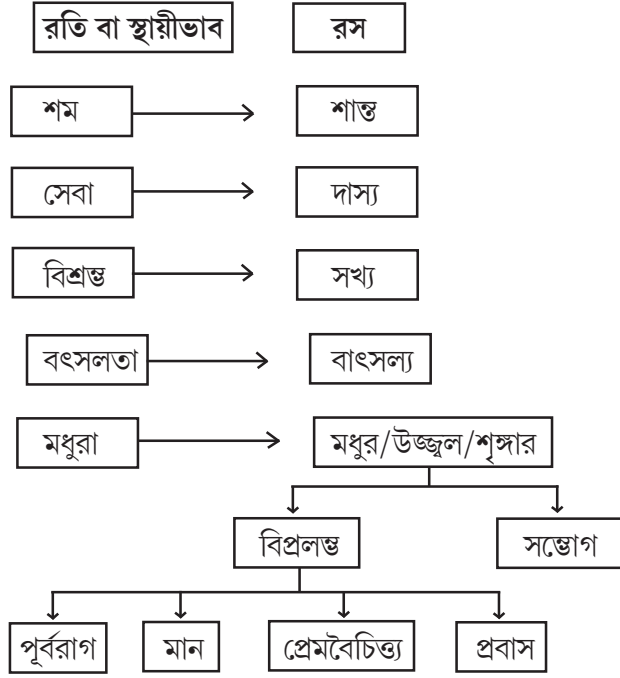 রতি বা স্থায়ীভাব রস
শম শান্ত
সেবা দাস্য
বিশ্রম্ভ সখ্য
বৎসলতা বাৎসল্য
মধুরা মধুর/উজ্জ্বল/শৃঙ্গার
বিপ্রলম্ভ সম্ভোগ
পূর্বরাগ মান প্রেমবৈচিত্ত্য প্রবাস